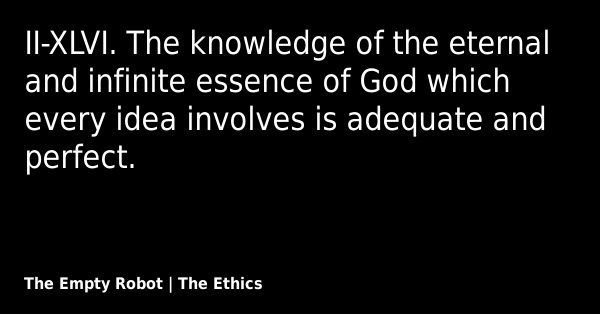 II-XLVI. The knowledge of the eternal
and infinite essence of God which
every idea involves is adequate and
perfect.
The Empty Robot | The Ethics